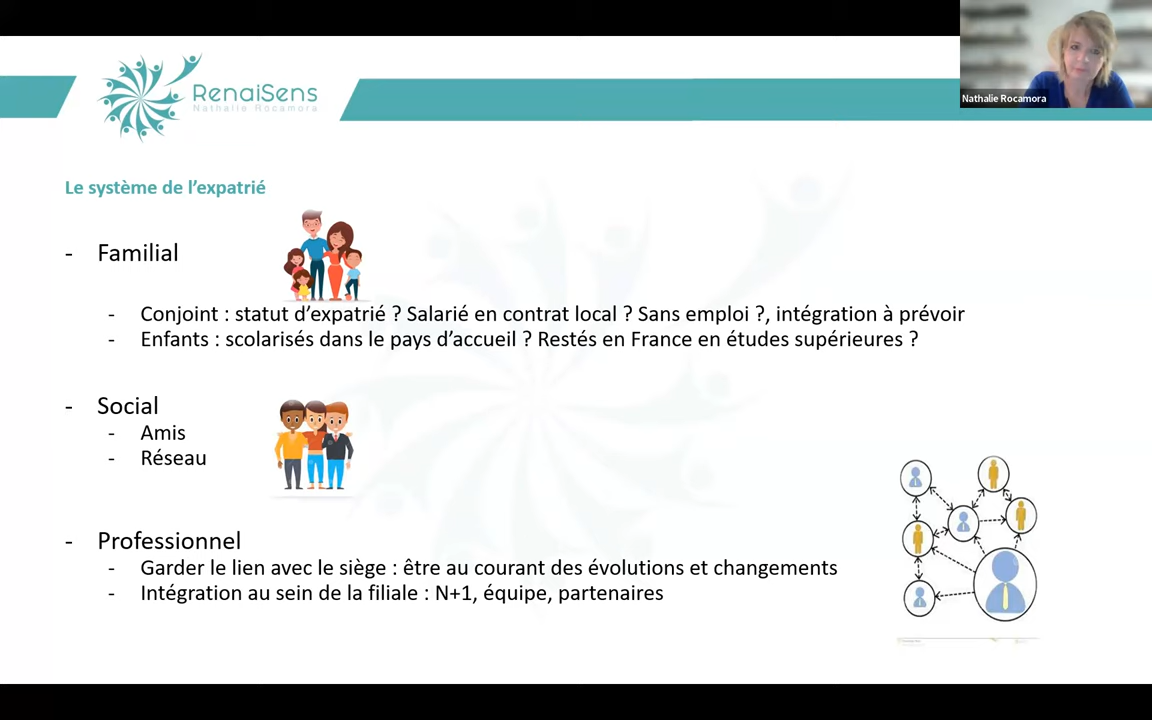 RenaiSens
Nathalie Rocamora
Nathalie Rocamora
Le système de l'expatrié
- Familial
- Conjoint : statut d'expatrié ? Salarié en contrat local ? Sans emploi ?, intégration à prévoir
- Enfants : scolarisés dans le pays d'accueil ? Restés en France en études supérieures ?
- Social
- Amis
- Réseau
- Professionnel
- Garder le lien avec le siège : être au courant des évolutions et changements
- Intégration au sein de la filiale : N+1, équipe, partenaires